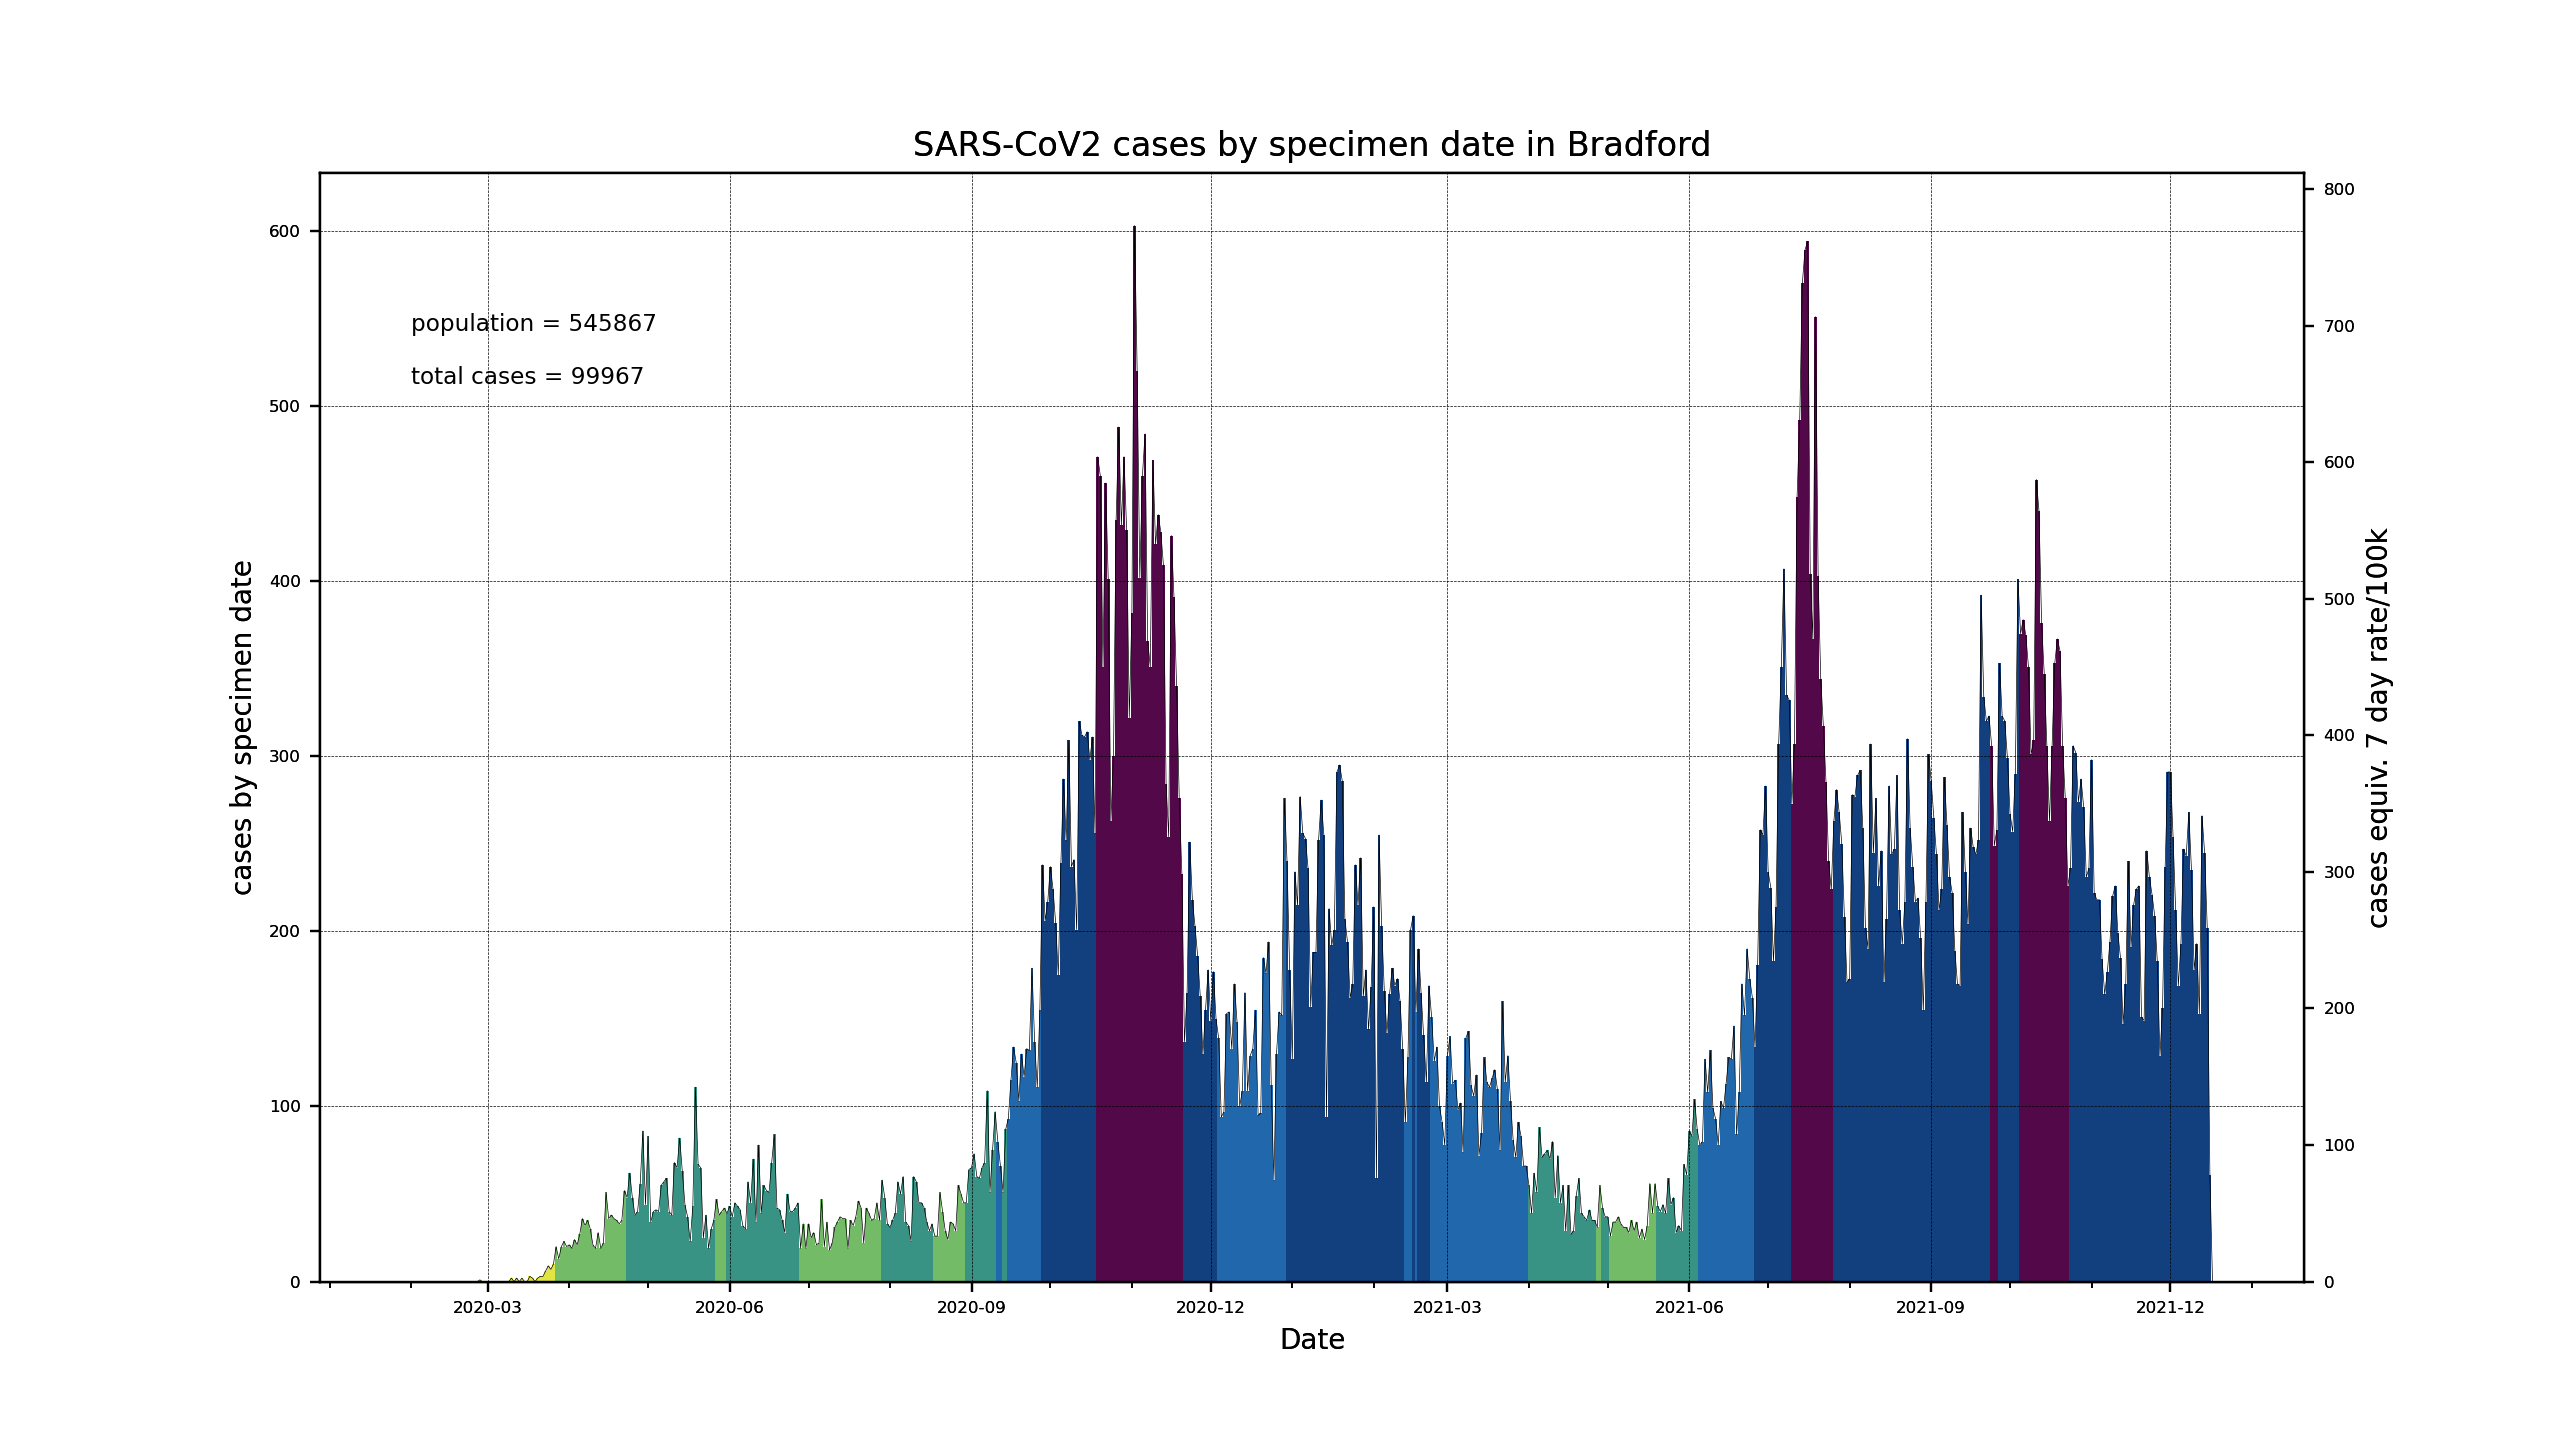 SARS-CoV2 cases by specimen date in Bradford
population = 545867
total cases = 99967
cases by specimen date
600
500
400
300
200
100
0
800
700
600
500
400
300
200
100
0
cases equiv. 7 day rate/100k
2020-03 2020-06 2020-09 2020-12 2021-03 2021-06 2021-09 2021-12
Date